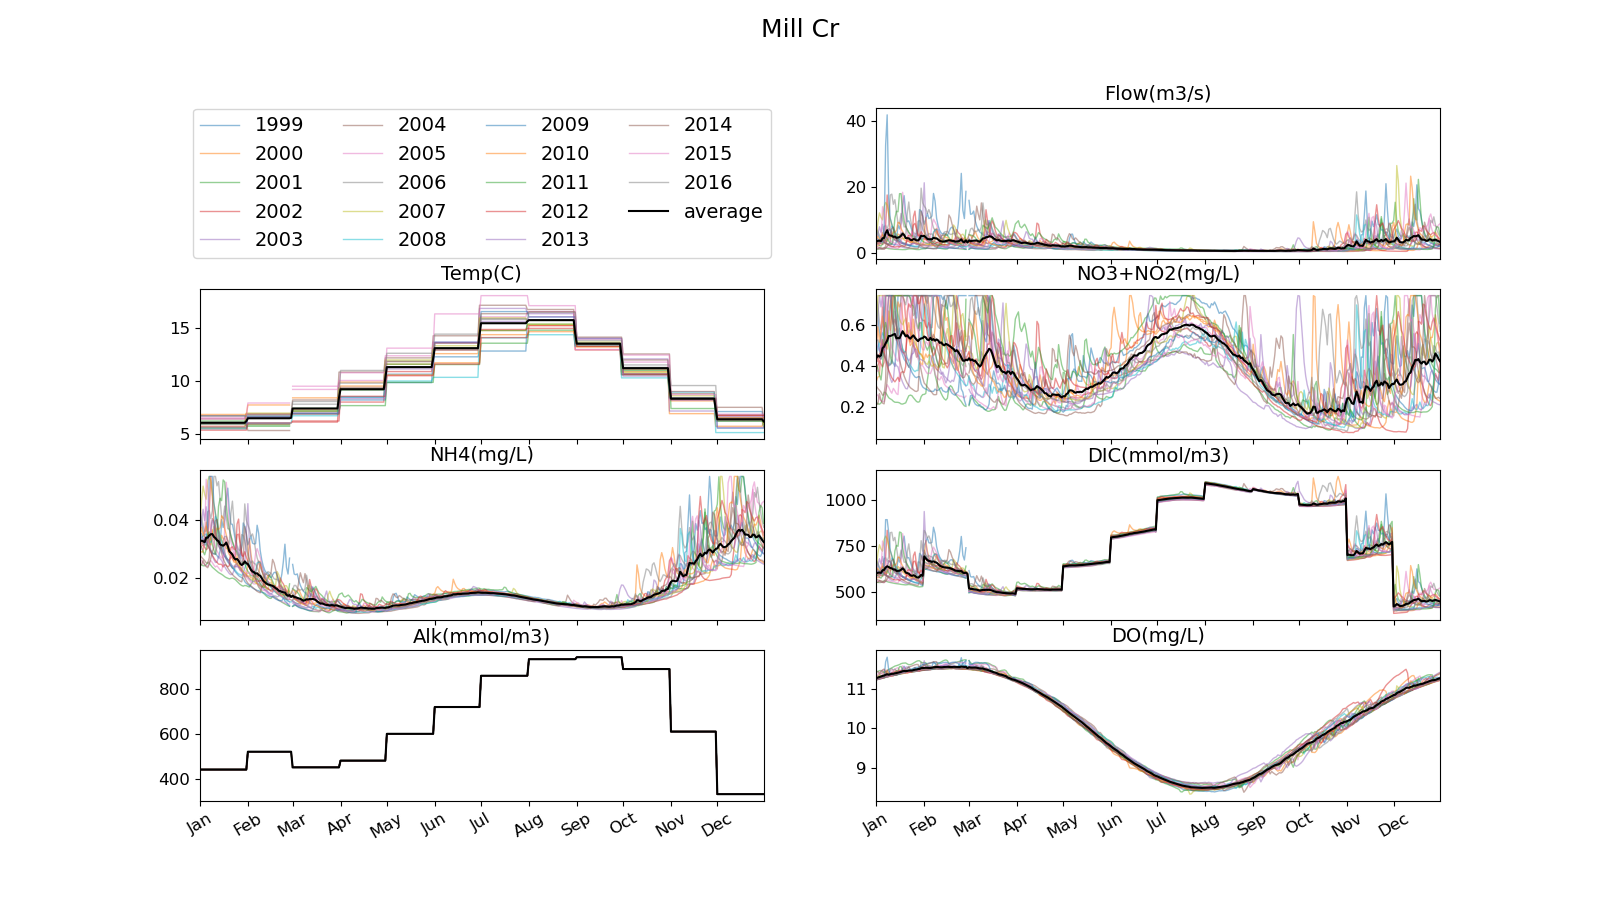 Mill Cr
1999 2004 2009 2014
2000 2005 2010 2015
2001 2006 2011 2016
2002 2007 2012 average
2003 2008 2013
Flow(m3/s)
40
20
0
Temp(C)
15
10
5
NO3+NO2(mg/L)
0.6
0.4
0.2
NH4(mg/L)
0.04
0.02
DIC(mmol/m3)
1000
750
500
Alk(mmol/m3)
800
600
400
Jan Feb Mar Apr May Jun Jul Aug Sep Oct Nov Dec
DO(mg/L)
11
10
9
Jan Feb Mar Apr May Jun Jul Aug Sep Oct Nov Dec